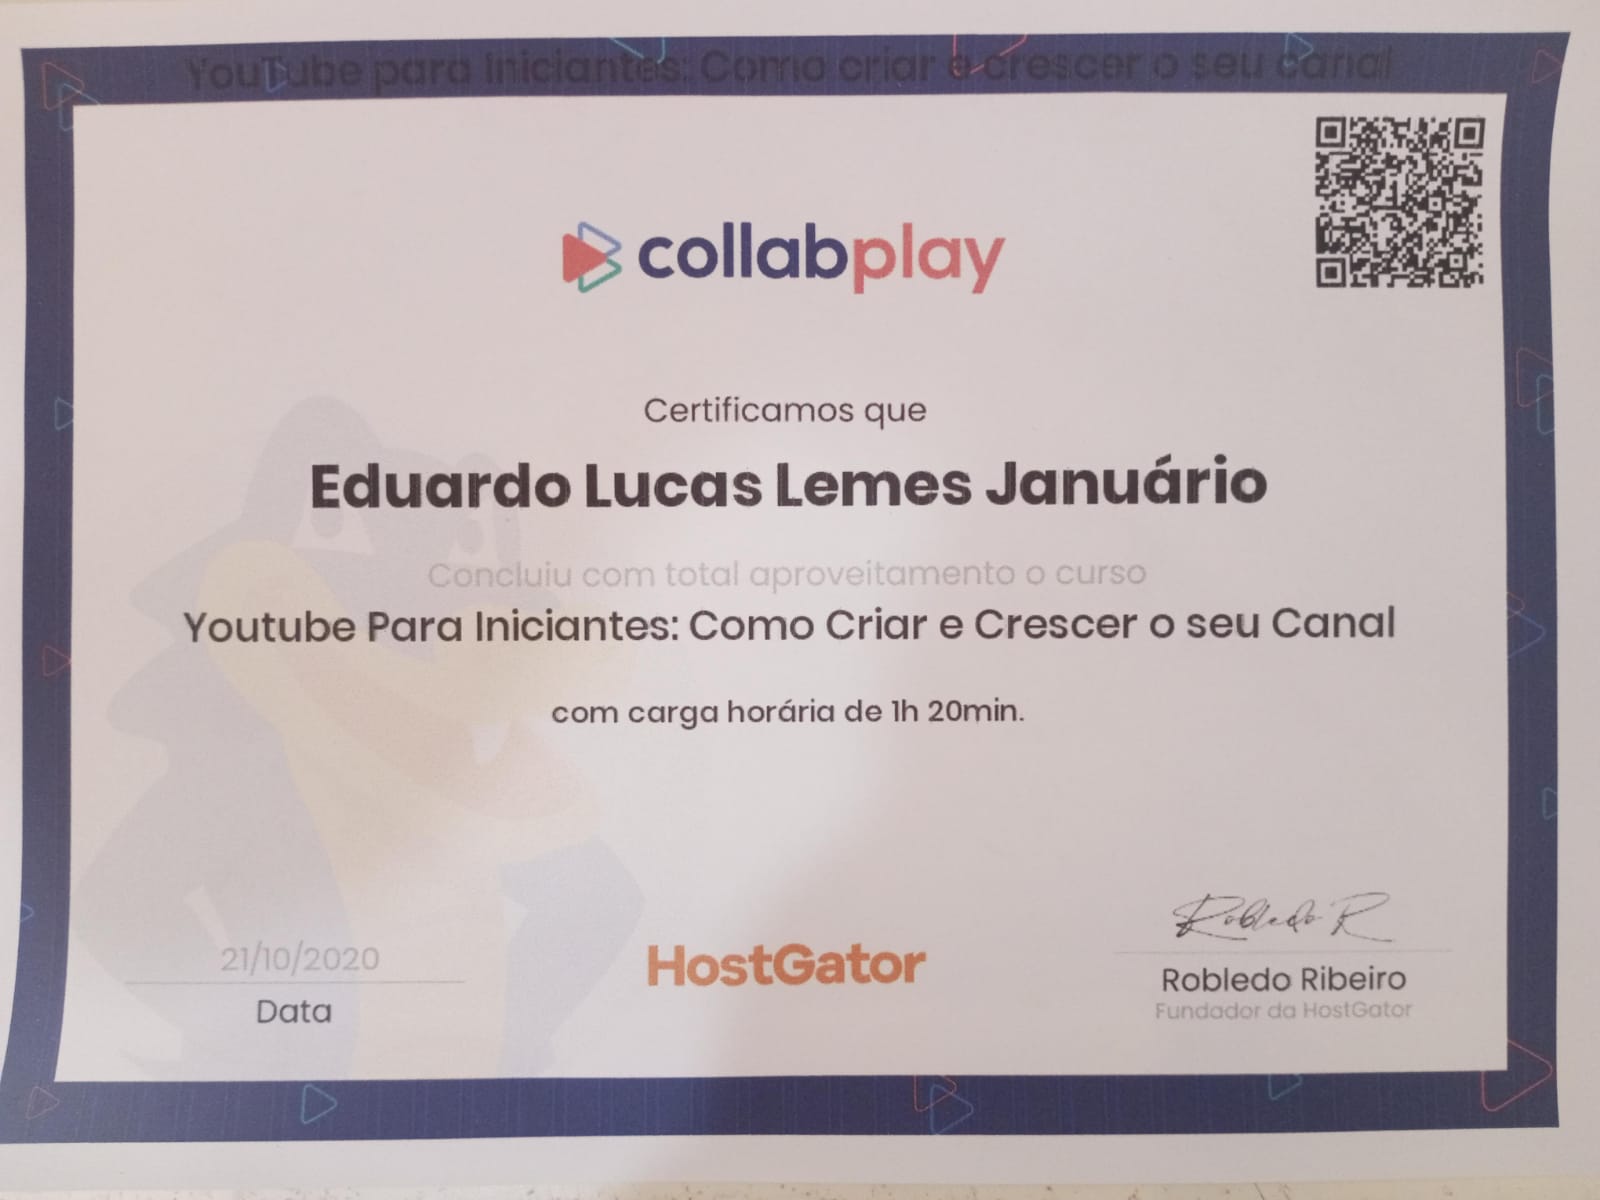 YouTube para Iniciantes: Como criar e crescer o seu canal
collabplay
Certificamos que
Eduardo Lucas Lemes Januário
Concluiu com total aproveitamento o curso
Youtube Para Iniciantes: Como Criar e Crescer o seu Canal
com carga horária de 1h 20min.
21/10/2020
Data
HostGator
Robledo R
Robledo Ribeiro
Fundador da HostGator